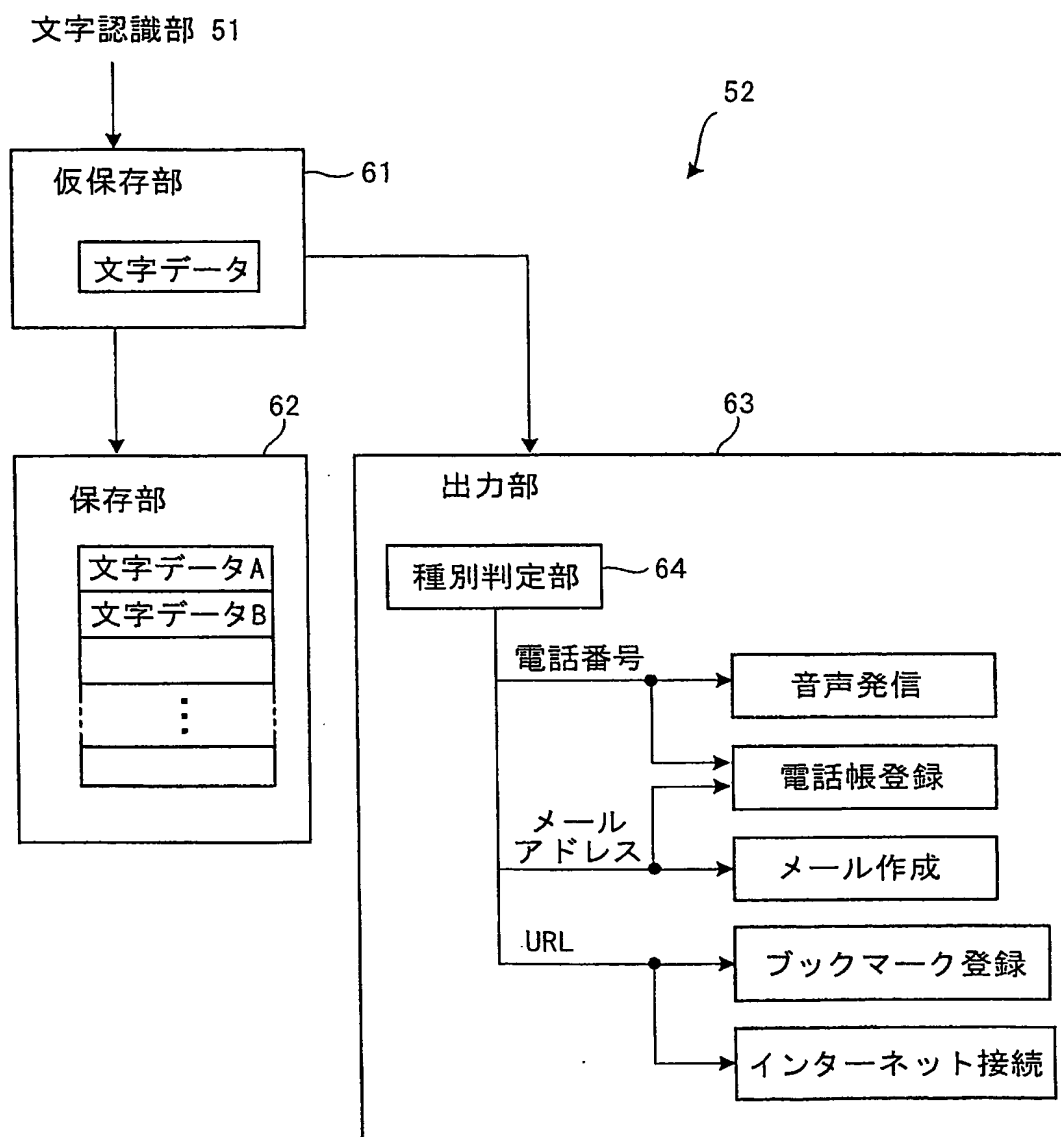 文字認識部 51
52
仮保存部
61
文字データ
62
保存部
文字データA
文字データB
⋮
63
出力部
種別判定部
64
電話番号
音声発信
電話帳登録
メール
アドレス
メール作成
URL
ブックマーク登録
インターネット接続